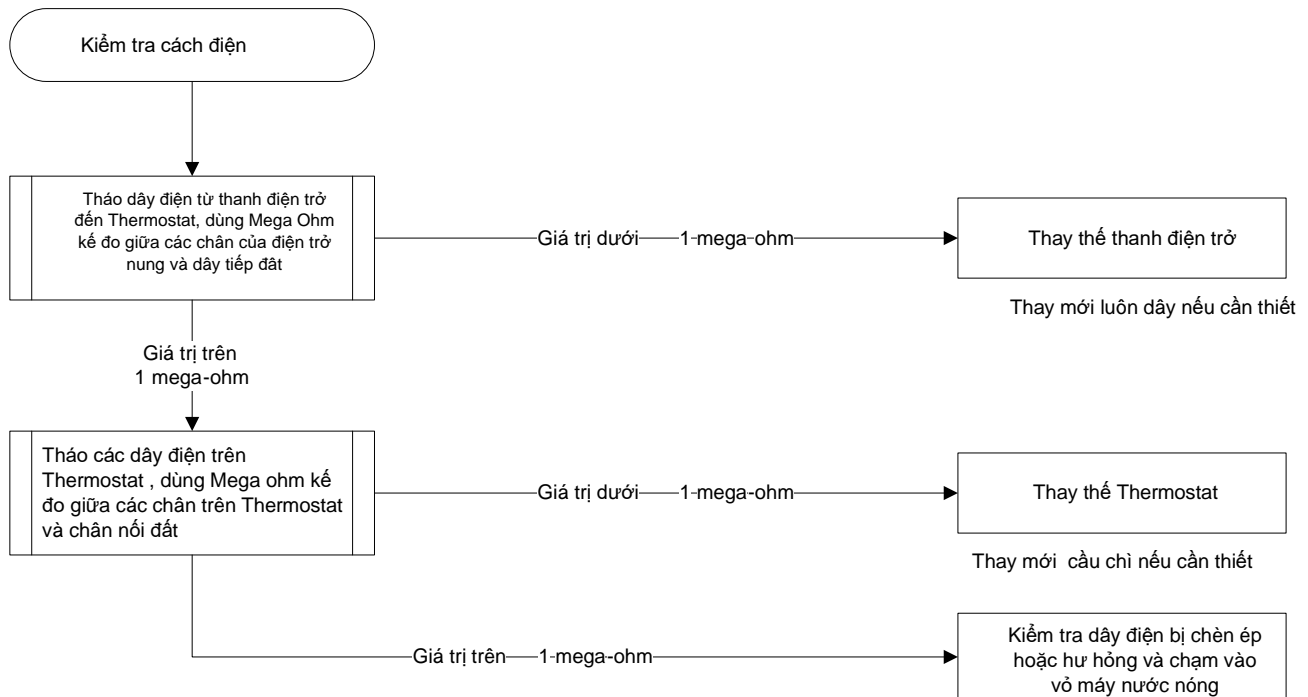 Kiểm tra cách điện
Tháo dây điện từ thanh điện trở
đến Thermostat, dùng Mega Ohm
kế đo giữa các chân của điện trở
nung và dây tiếp đât
Giá trị dưới 1 mega-ohm
Thay thế thanh điện trở
Thay mới luôn dây nếu cần thiết
Giá trị trên
1 mega-ohm
Tháo các dây điện trên
Thermostat , dùng Mega ohm kế
đo giữa các chân trên Thermostat
và chân nối đất
Giá trị dưới 1-mega-ohm
Thay thế Thermostat
Thay mới cầu chì nếu cần thiết
Giá trị trên 1-mega-ohm
Kiểm tra dây điện bị chèn ép
hoặc hư hỏng và chạm vào
vỏ máy nước nóng